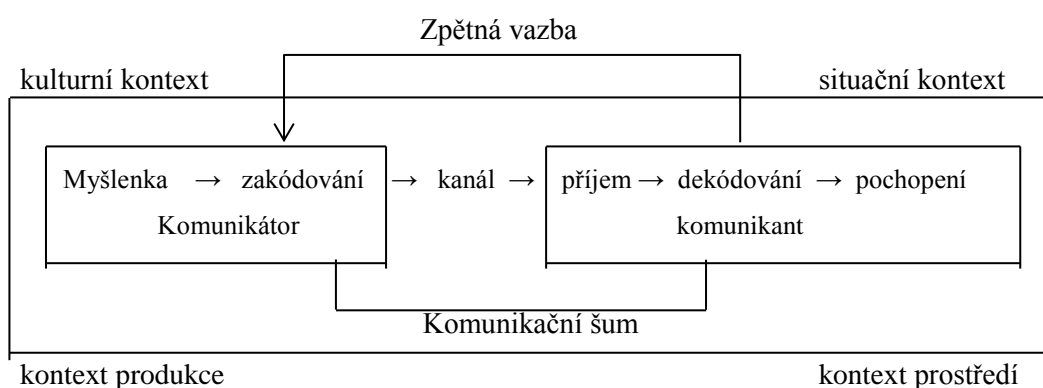 Zpětná vazba
kulturní kontext situační kontext
Myšlenka → zakódování → kanál → příjem → dekódování → pochopení
Komunikátor komunikant
Komunikační šum
kontext produkce kontext prostředí